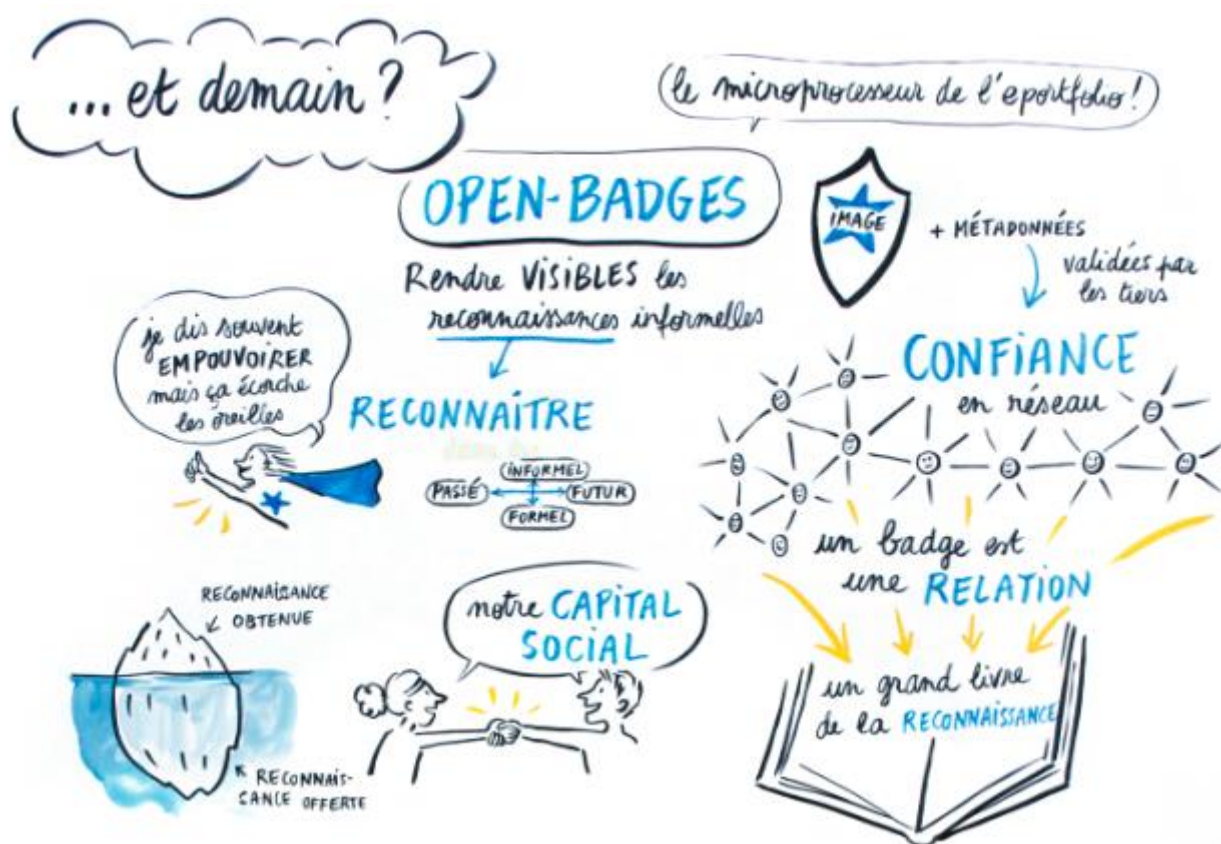 ... et demain ?
le microprocesseur de l'eportfolio !
OPEN-BADGES
IMAGE
+ MÉTADONNÉES
validées par
les tiers
Rendre VISIBLES les
reconnaissances informelles
je dis souvent
EMPOUVOIRER
mais ça écorche
les oreilles
RECONNAÎTRE
INFORMEL
PASSÉ
FUTUR
FORMEL
CONFIANCE
en réseau
un badge est
une RELATION
RECONNAISSANCE
OBTENUE
RECONNAIS-
SANCE OFFERTE
notre CAPITAL
SOCIAL
un grand livre
de la RECONNAISSANCE